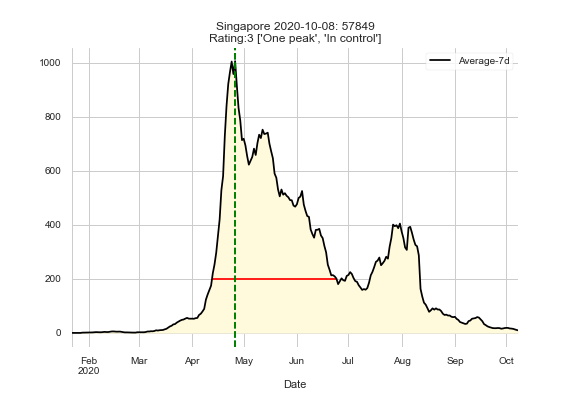 Singapore 2020-10-08: 57849
Rating:3 ['One peak', 'In control']
Average-7d
1000
800
600
400
200
0
Feb Mar Apr May Jun Jul Aug Sep Oct
2020
Date